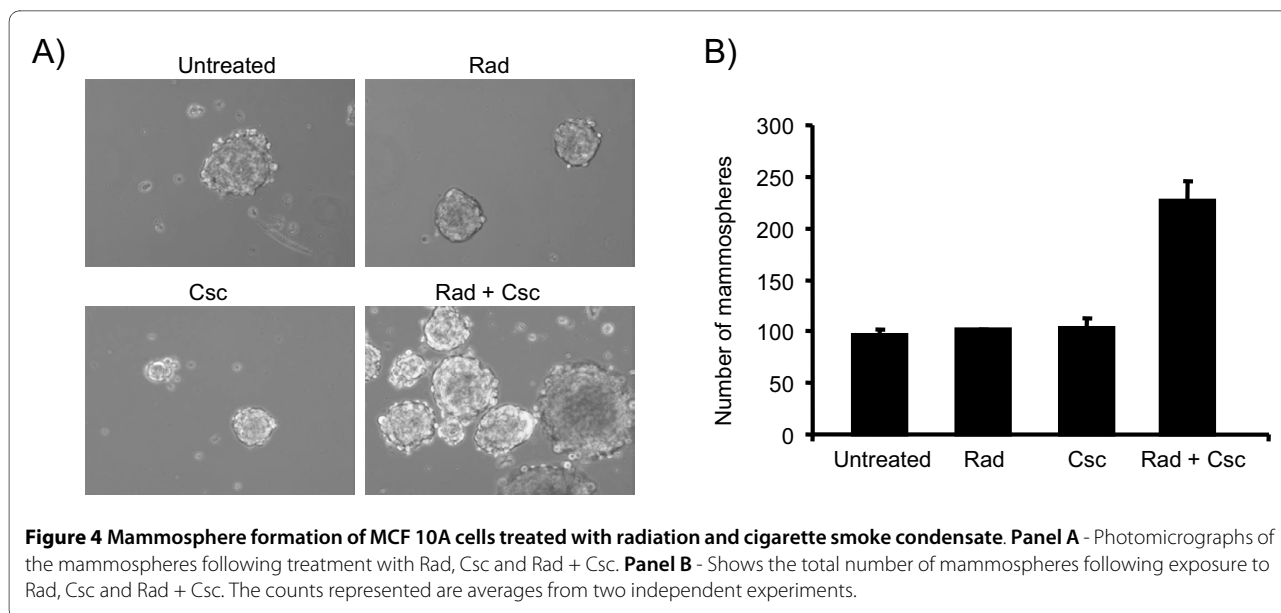 A)
Untreated
Rad
Csc
Rad + Csc
B)
Number of mammospheres
300
250
200
150
100
50
0
Untreated
Rad
Csc
Rad + Csc
Figure 4 Mammosphere formation of MCF 10A cells treated with radiation and cigarette smoke condensate. Panel A - Photomicrographs of
the mammospheres following treatment with Rad, Csc and Rad + Csc. Panel B - Shows the total number of mammospheres following exposure to
Rad, Csc and Rad + Csc. The counts represented are averages from two independent experiments.